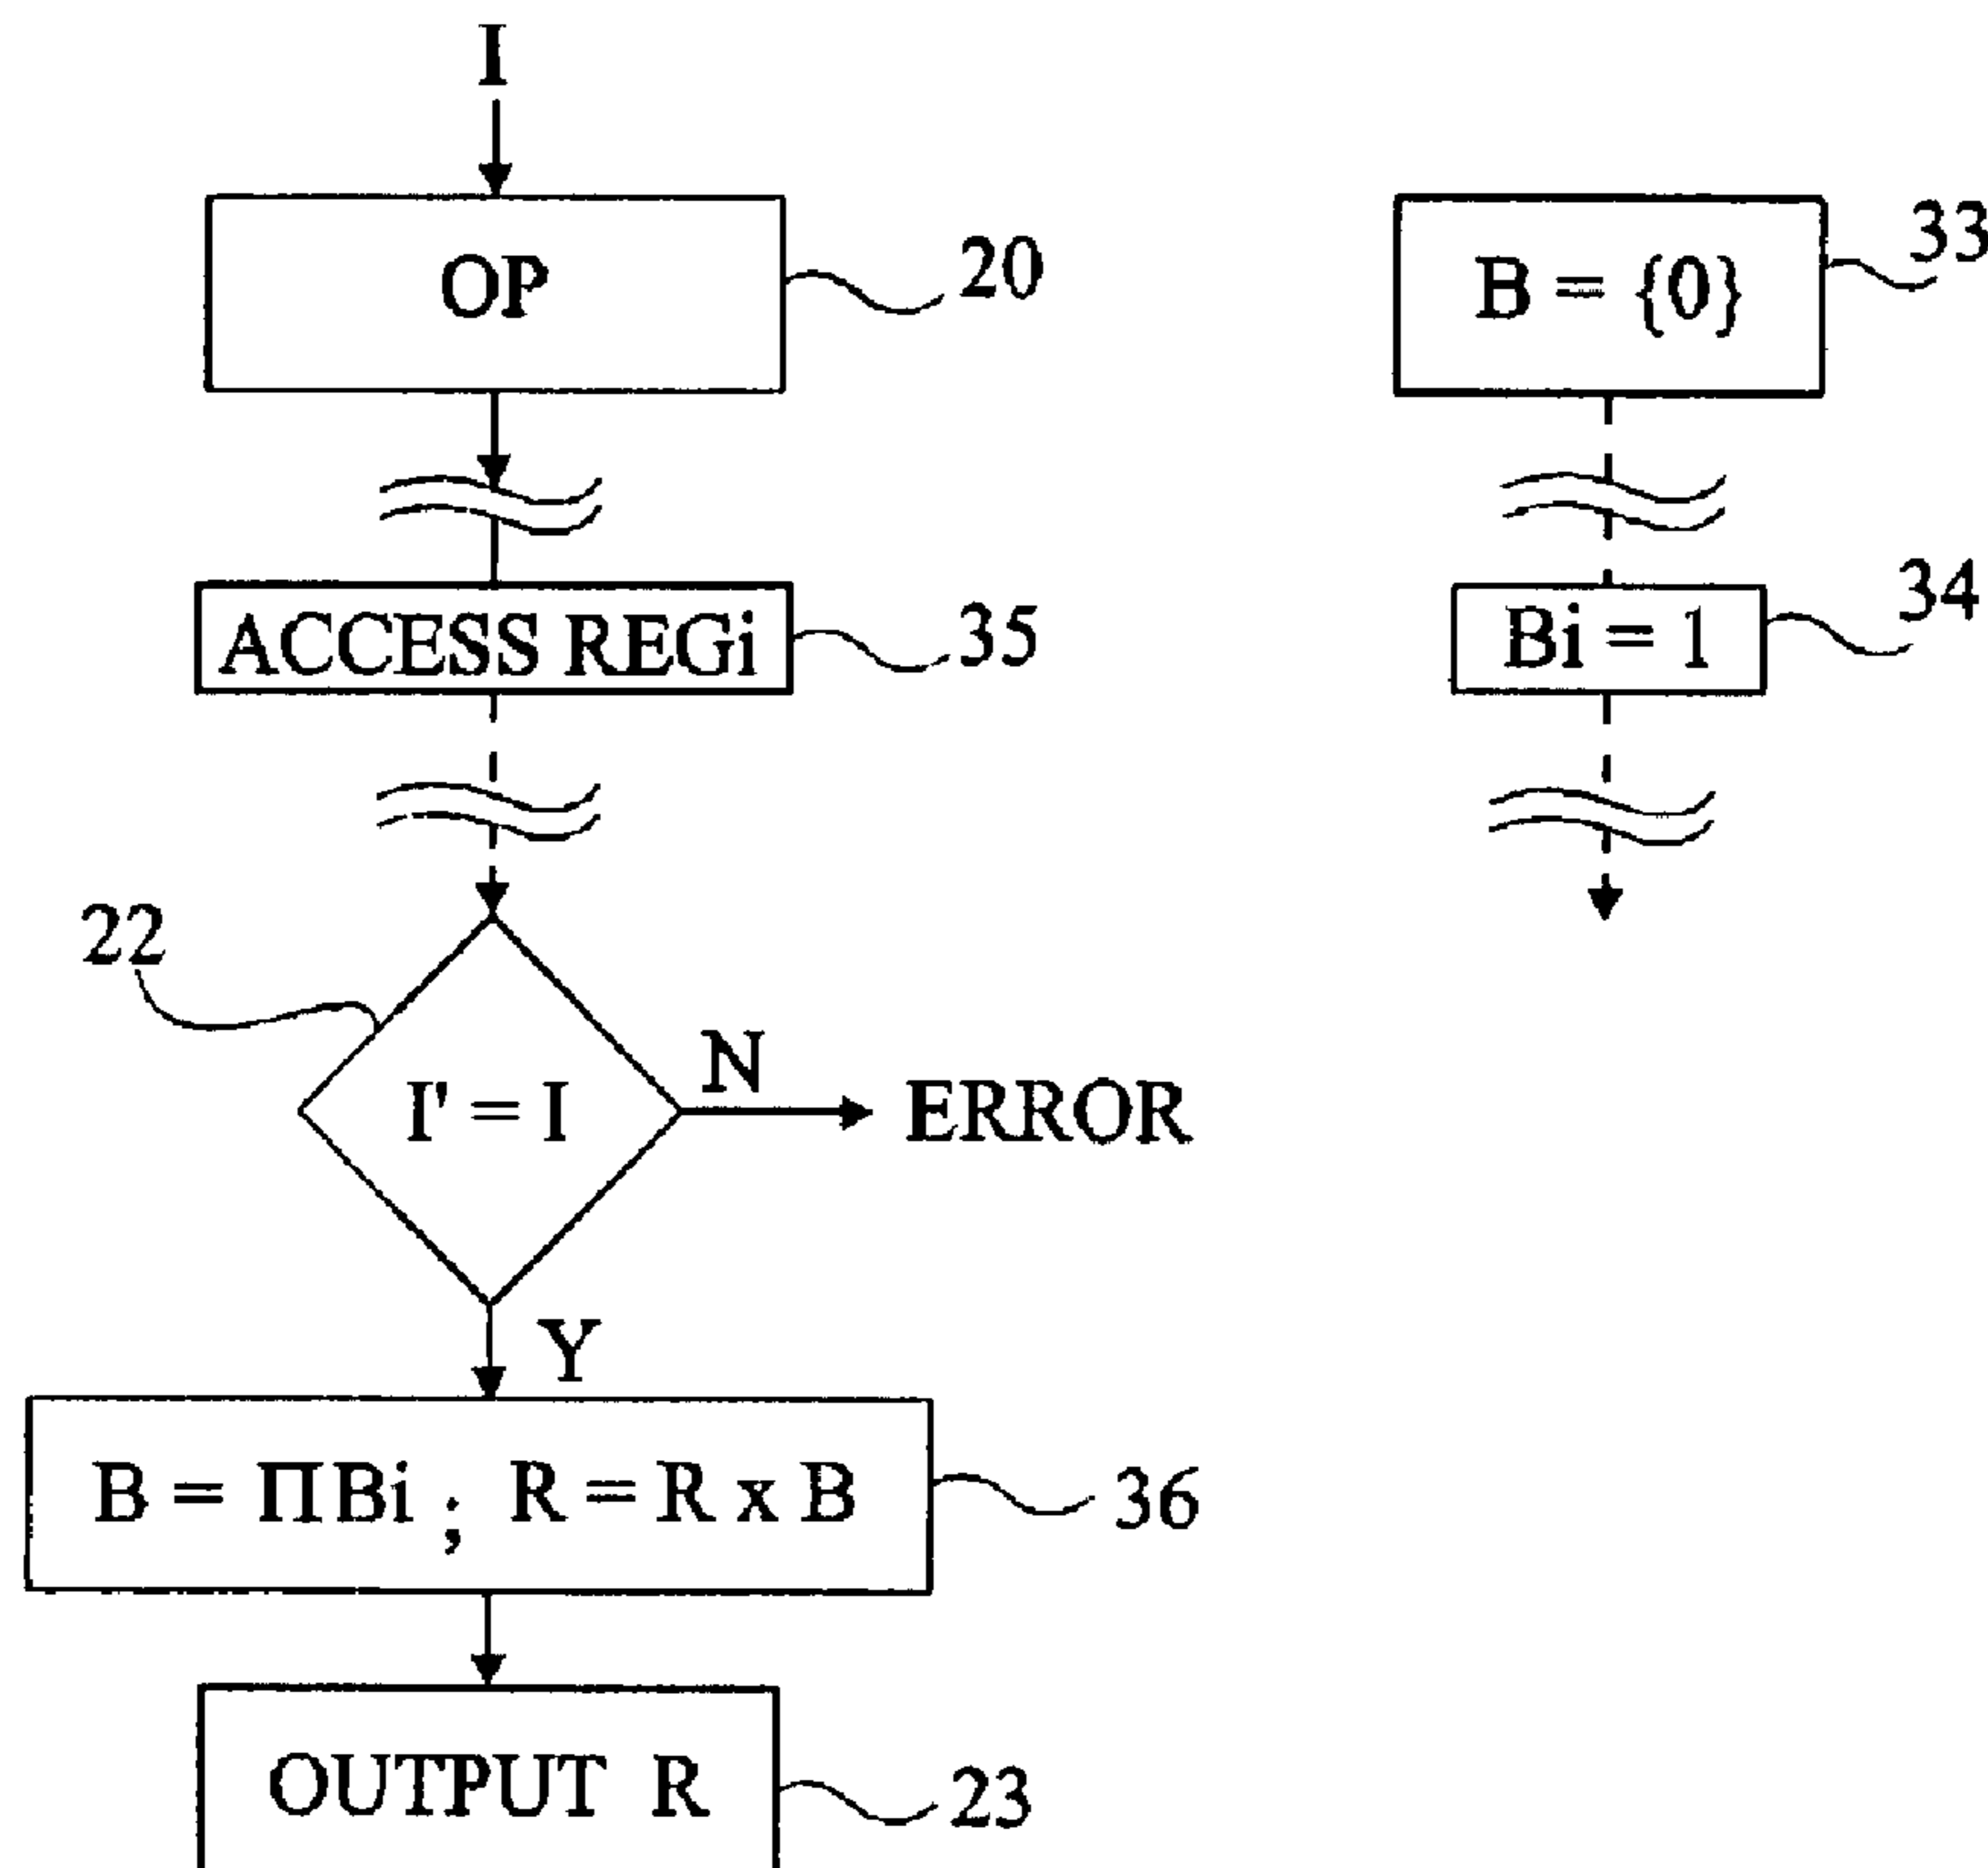 I
OP
20
B = {0}
33
ACCESS REGi
35
Bi = 1
34
22
I' = I
N
ERROR
Y
B = ΠBi ; R = R x B
36
OUTPUT R
23